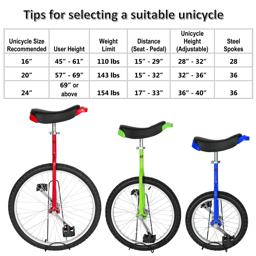 Tips for selecting a suitable unicycle
Unicycle Size Recommended | User Height | Weight Limit | Distance (Seat - Pedal) | Unicycle Height (Adjustable) | Steel Spokes
16" | 45" - 61" | 110 lbs | 15" - 29" | 28" - 32" | 28
20" | 57" - 69" | 143 lbs | 15" - 32" | 32" - 36" | 36
24" | 69" or above | 154 lbs | 17" - 33" | 36" - 40" | 36